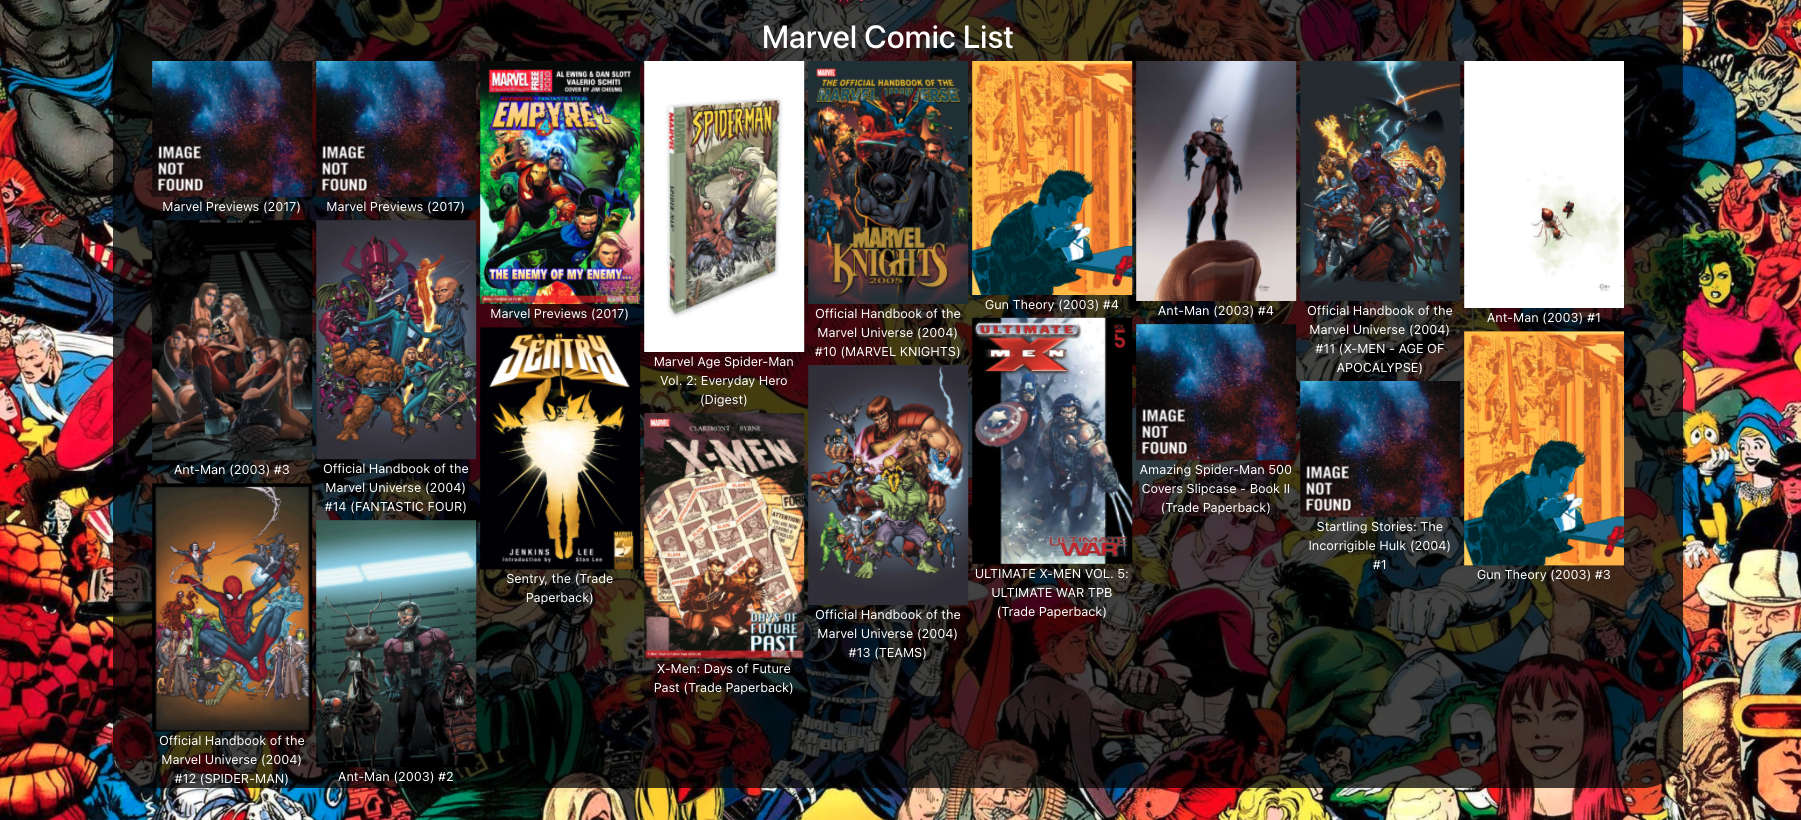 Marvel Comic List
IMAGE
NOT
FOUND
Marvel Previews (2017)
IMAGE
NOT
FOUND
Marvel Previews (2017)
MARVEL
FREE
AL EWING & DAN SLOTT
VALERIO SCHITI
COVER BY JIM CHEUNG
EMPYRE
THE ENEMY OF MY ENEMY...
Marvel Previews (2017)
MARVEL
SPIDER-MAN
Marvel Age Spider-Man
Vol. 2: Everyday Hero
(Digest)
MARVEL
THE OFFICIAL HANDBOOK OF THE
MARVEL UNIVERSE
MARVEL
KNIGHTS
2005
Official Handbook of the
Marvel Universe (2004)
#10 (MARVEL KNIGHTS)
Gun Theory (2003) #4
Ant-Man (2003) #4
Official Handbook of the
Marvel Universe (2004)
#11 (X-MEN - AGE OF
APOCALYPSE)
Ant-Man (2003) #1
Ant-Man (2003) #3
Official Handbook of the
Marvel Universe (2004)
#14 (FANTASTIC FOUR)
THE
SENTRY
JENKINS
LEE
Introduction by Stan Lee
Sentry, the (Trade
Paperback)
MARVEL
CLAREMONT BYRNE
X-MEN
DAYS OF
FUTURE
PAST
X-Men: Days of Future
Past (Trade Paperback)
Official Handbook of the
Marvel Universe (2004)
#13 (TEAMS)
ULTIMATE
X
MEN
5
ULTIMATE
WAR
ULTIMATE X-MEN VOL. 5:
ULTIMATE WAR TPB
(Trade Paperback)
IMAGE
NOT
FOUND
Amazing Spider-Man 500
Covers Slipcase - Book II
(Trade Paperback)
IMAGE
NOT
FOUND
Startling Stories: The
Incorrigible Hulk (2004)
#1
Gun Theory (2003) #3
Official Handbook of the
Marvel Universe (2004)
#12 (SPIDER-MAN)
Ant-Man (2003) #2